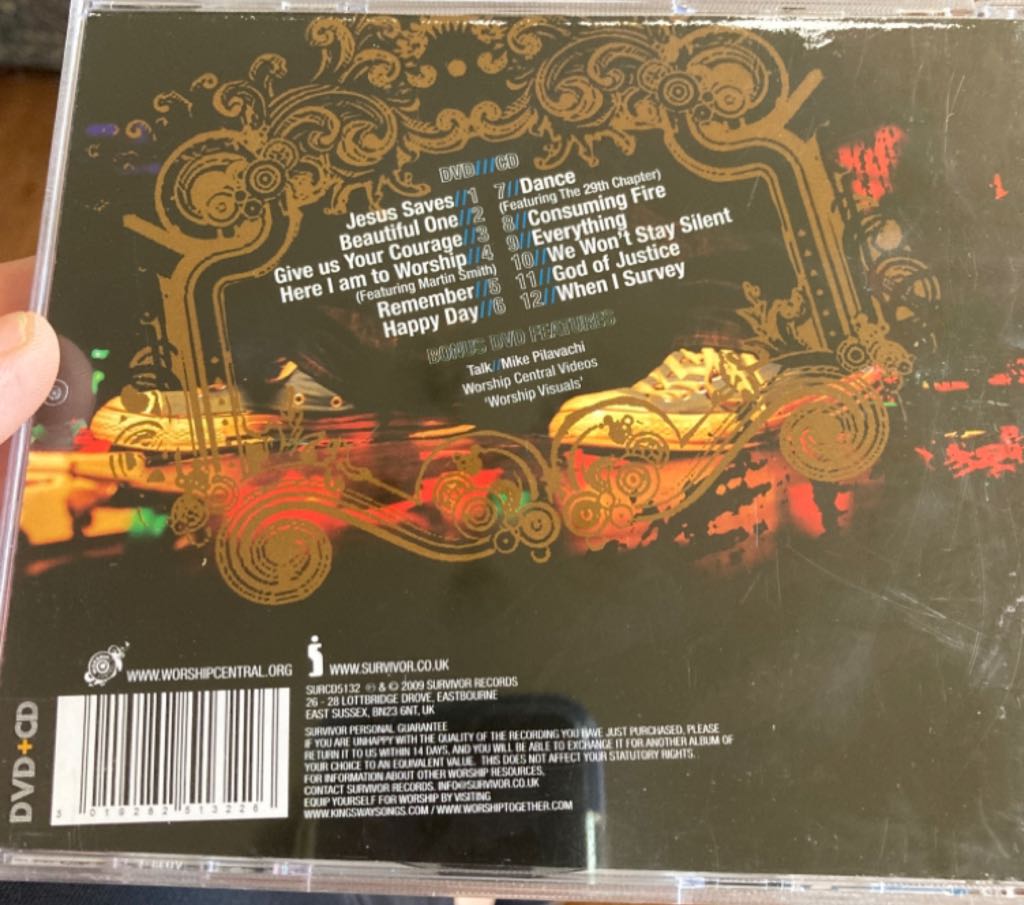 DVD///CD
Jesus Saves//1
Beautiful One//2
Give us Your Courage//3
Here I am to Worship//4
(Featuring Martin Smith)
Remember//5
Happy Day//6
7//Dance
(Featuring The 29th Chapter)
8//Consuming Fire
9//Everything
10//We Won't Stay Silent
11//God of Justice
12//When I Survey
BONUS DVD FEATURES
Talk//Mike Pilavachi
Worship Central Videos
'Worship Visuals'
WWW.WORSHIPCENTRAL.ORG
WWW.SURVIVOR.CO.UK
SURCD5132 ℗ & © 2009 SURVIVOR RECORDS
26 - 28 LOTTBRIDGE DROVE, EASTBOURNE
EAST SUSSEX, BN23 6NT, UK
SURVIVOR PERSONAL GUARANTEE
IF YOU ARE UNHAPPY WITH THE QUALITY OF THE RECORDING YOU HAVE JUST PURCHASED, PLEASE
RETURN IT TO US WITHIN 14 DAYS, AND YOU WILL BE ABLE TO EXCHANGE IT FOR ANOTHER ALBUM OF
YOUR CHOICE TO AN EQUIVALENT VALUE. THIS DOES NOT AFFECT YOUR STATUTORY RIGHTS.
FOR INFORMATION ABOUT OTHER WORSHIP RESOURCES,
CONTACT SURVIVOR RECORDS. INFO@SURVIVOR.CO.UK
EQUIP YOURSELF FOR WORSHIP BY VISITING
WWW.KINGSWAYSONGS.COM / WWW.WORSHIPTOGETHER.COM
DVD+CD
5 019282 513226